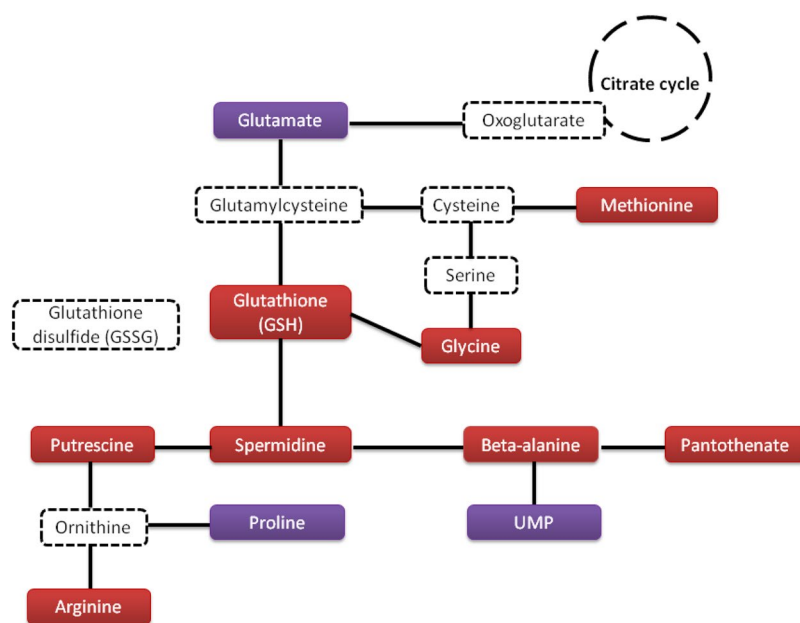 Citrate cycle
Glutamate
Oxoglutarate
Glutamylcysteine
Cysteine
Methionine
Serine
Glutathione
(GSH)
Glutathione
disulfide (GSSG)
Glycine
Putrescine
Spermidine
Beta-alanine
Pantothenate
Ornithine
Proline
UMP
Arginine